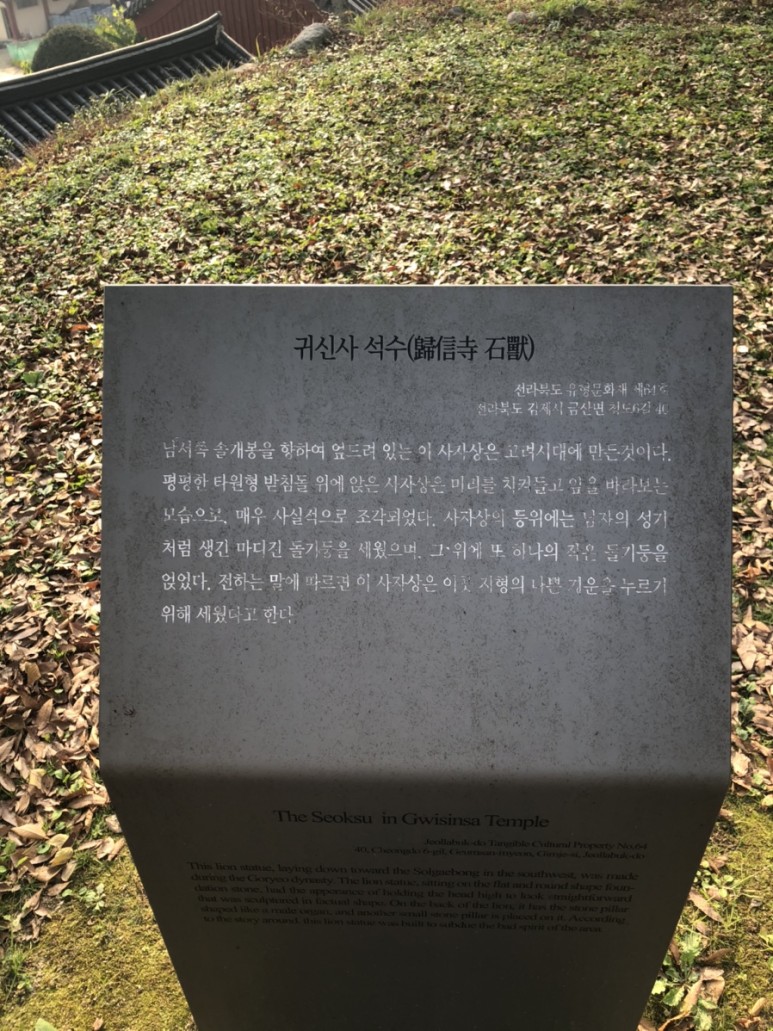 귀신사 석수(歸信寺 石獸)
전라북도 유형문화재 제64호
전라북도 김제시 금산면 청도6길 40
남서쪽 솔개봉을 향하여 엎드려 있는 이 사자상은 고려시대에 만든것이다.
평평한 타원형 받침돌 위에 앉은 사자상은 머리를 치켜들고 앞을 바라보는
모습으로, 매우 사실적으로 조각되었다. 사자상의 등위에는 남자의 성기
처럼 생긴 마디긴 돌기둥을 세웠으며, 그 위에 또 하나의 작은 돌기둥을
얹었다. 전하는 말에 따르면 이 사자상은 이곳 지형의 나쁜 기운을 누르기
위해 세웠다고 한다
The Seoksu in Gwisinsa Temple
Jeollabuk-do Tangible Cultural Property No.64
40, Cheongdo 6-gil, Geumsan-myeon, Gimje-si, Jeollabuk-do
This lion statue, laying down toward the Solgaebong in the southwest, was made
during the Goryeo dynasty. The lion statue, sitting on the flat and round shape foun-
dation stone, had the apperance of holding the head high to look straightforward
that was sculptured in factual shape. On the back of the lion, it has the stone pillar
shaped like a male organ, and another small stone pillar is placed on it. According
to the story around, this lion statue was built to subdue the bad spirit of the area.